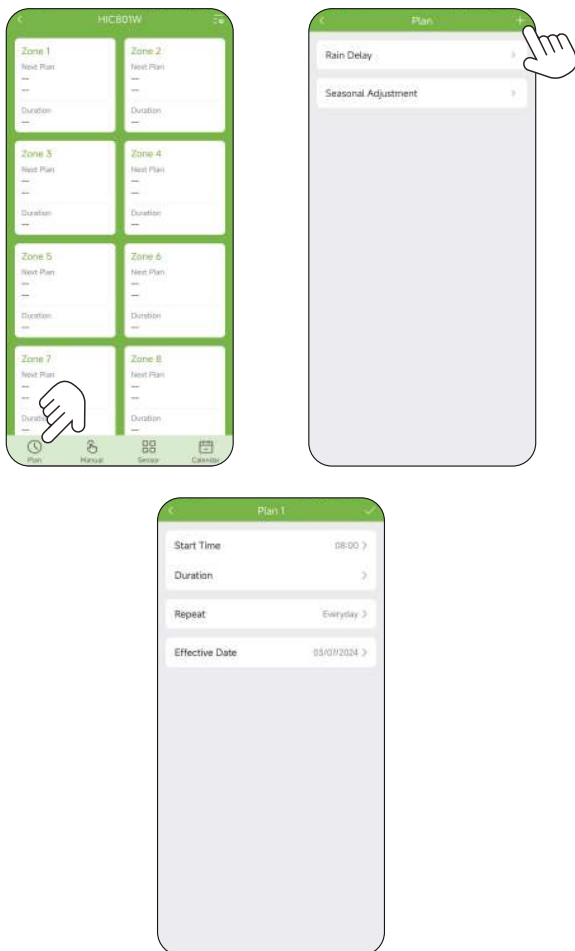 HIC801W
Zone 1
Next Plan
--
--
Duration
--
Zone 2
Next Plan
--
--
Duration
--
Zone 3
Next Plan
--
--
Duration
--
Zone 4
Next Plan
--
--
Duration
--
Zone 5
Next Plan
--
--
Duration
--
Zone 6
Next Plan
--
--
Duration
--
Zone 7
Next Plan
--
--
Duration
--
Zone 8
Next Plan
--
--
Duration
--
Plan Manual Sensor Calendar
Plan
Rain Delay
Seasonal Adjustment
Plan 1
Start Time 08:00
Duration
Repeat Everyday
Effective Date 03/07/2024